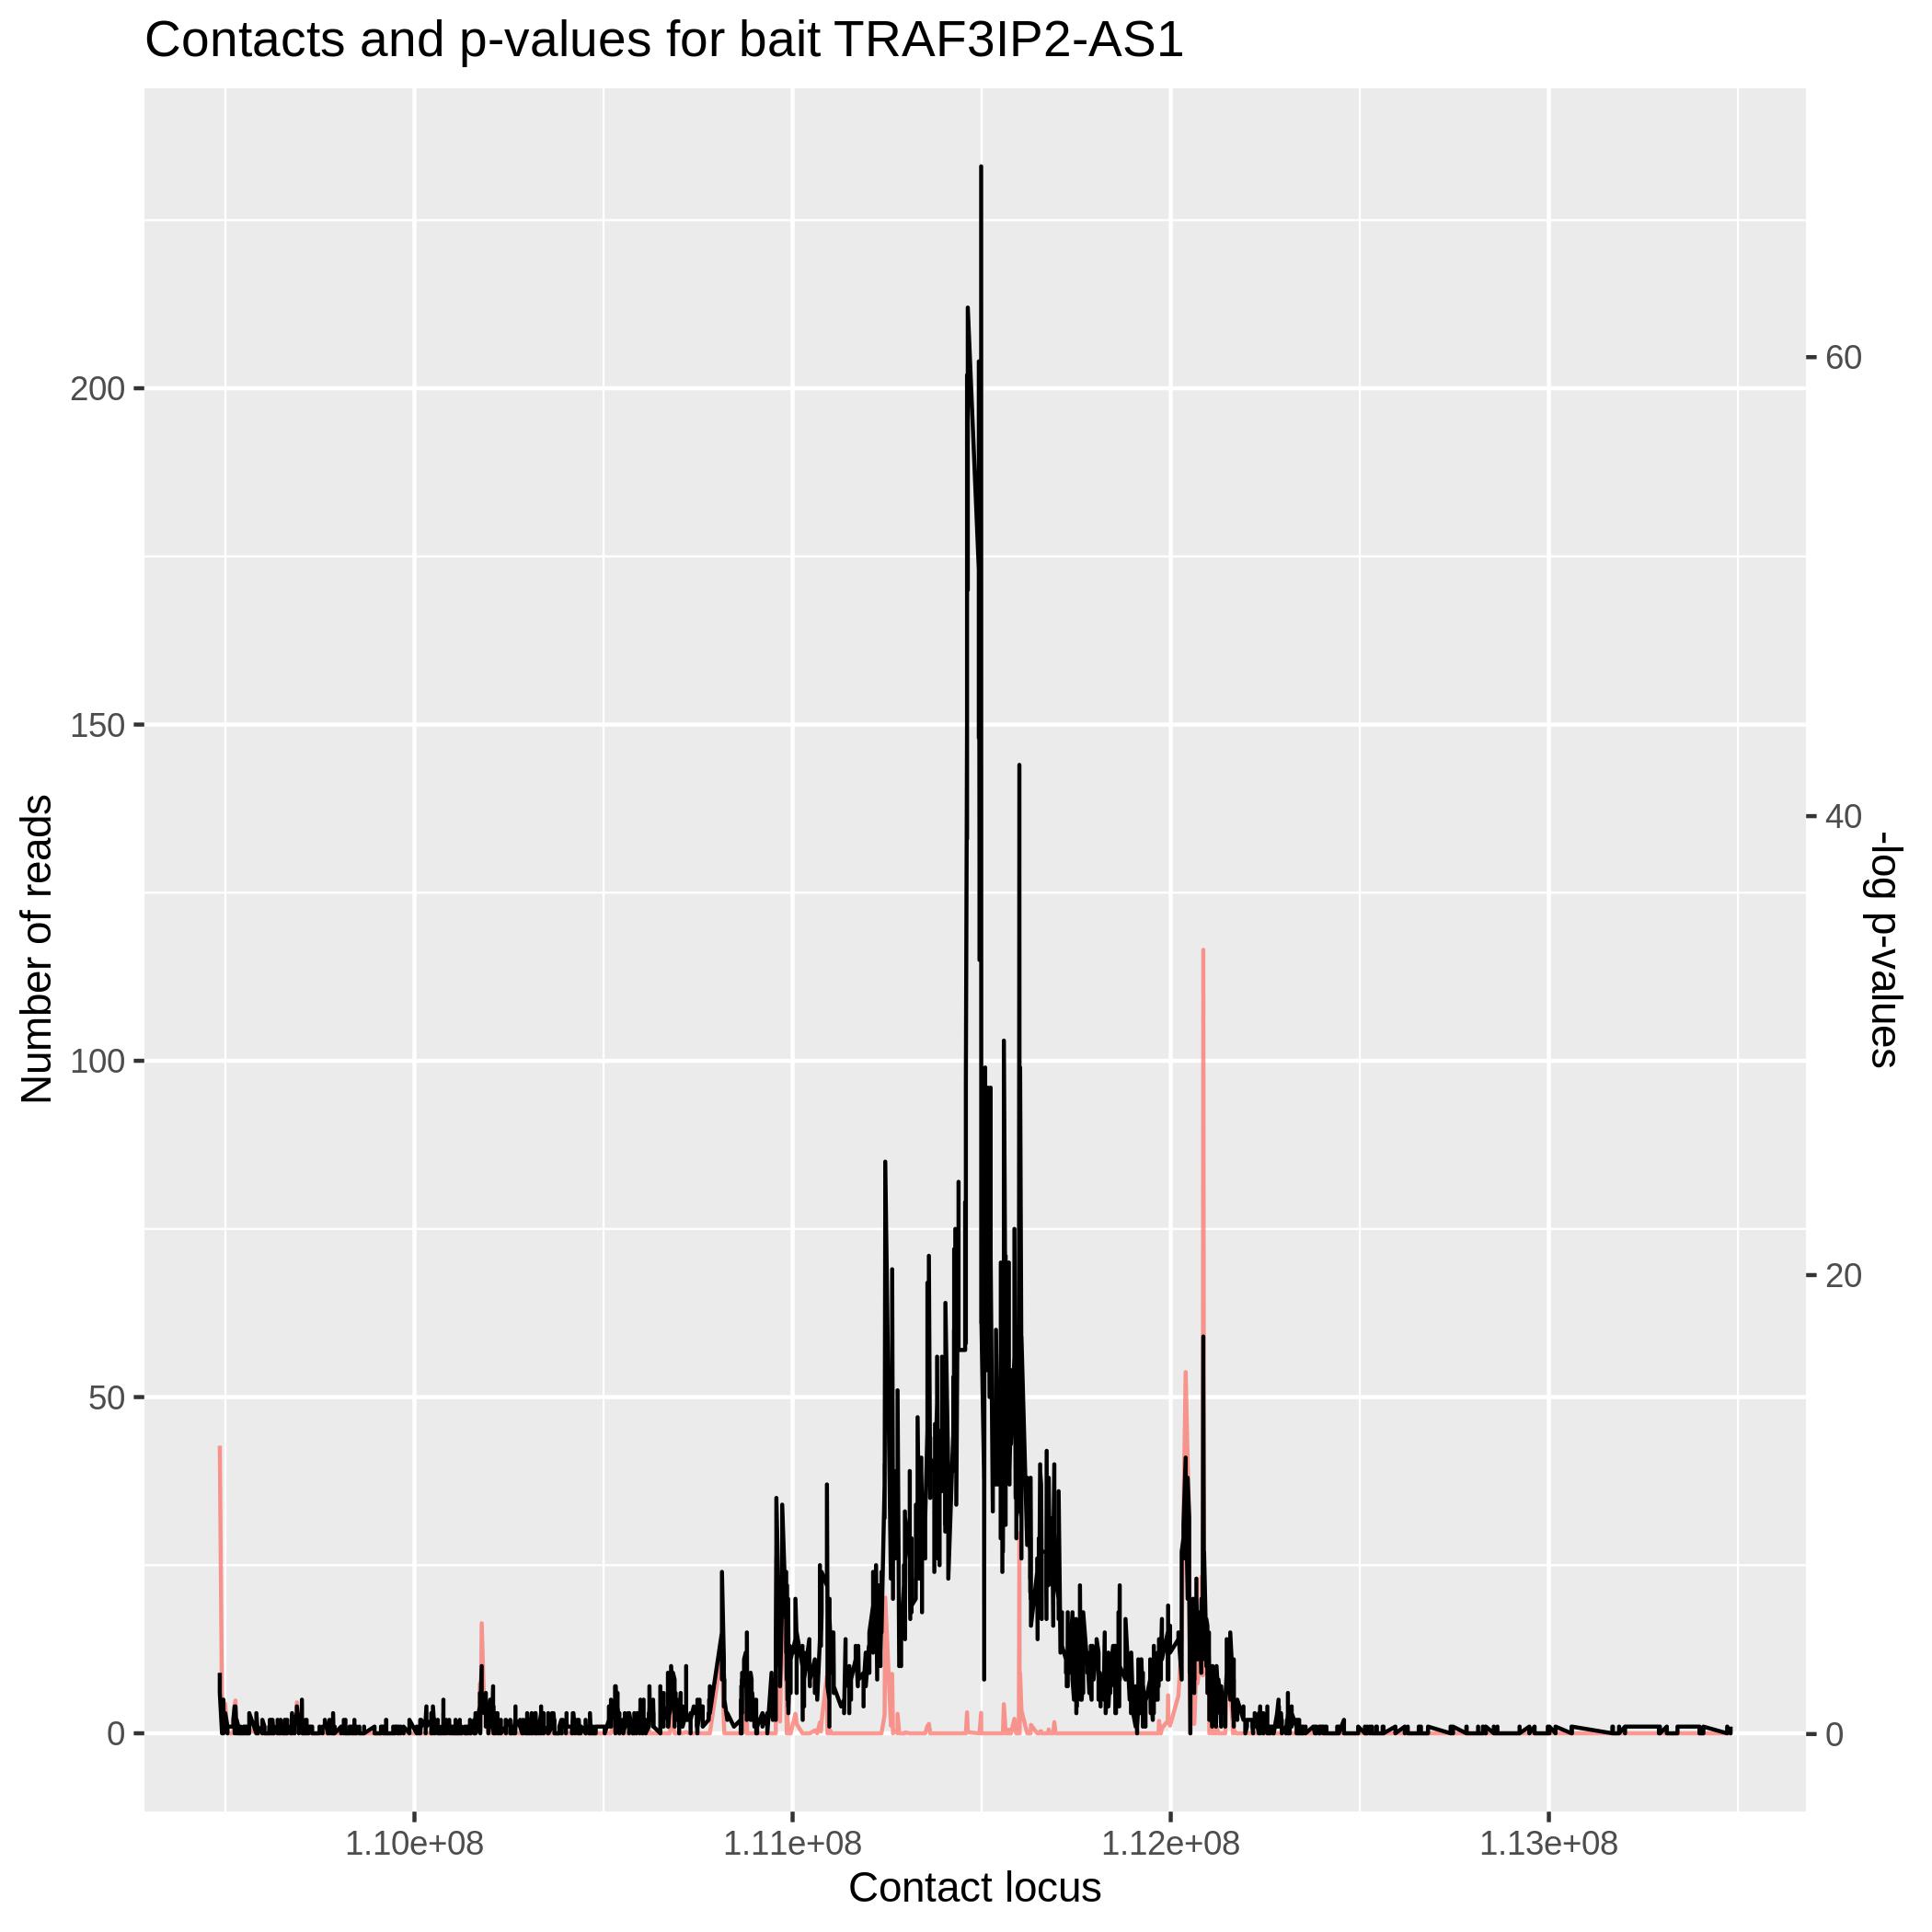 Contacts and p-values for bait TRAF3IP2-AS1
Number of reads
200
150
100
50
0
60
40
20
0
-log p-values
1.10e+08
1.11e+08
1.12e+08
1.13e+08
Contact locus